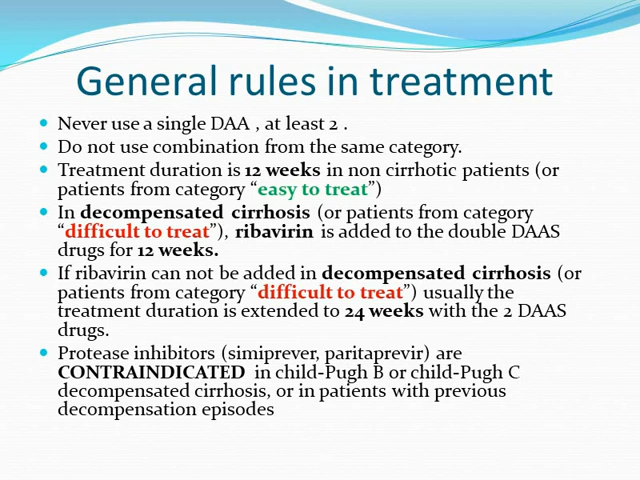 General rules in treatment
• Never use a single DAA , at least 2 .
• Do not use combination from the same category.
• Treatment duration is 12 weeks in non cirrhotic patients (or
patients from category “easy to treat”)
• In decompensated cirrhosis (or patients from category
“difficult to treat”), ribavirin is added to the double DAAS
drugs for 12 weeks.
• If ribavirin can not be added in decompensated cirrhosis (or
patients from category “difficult to treat”) usually the
treatment duration is extended to 24 weeks with the 2 DAAS
drugs.
• Protease inhibitors (simiprever, paritaprevir) are
CONTRAINDICATED in child-Pugh B or child-Pugh C
decompensated cirrhosis, or in patients with previous
decompensation episodes